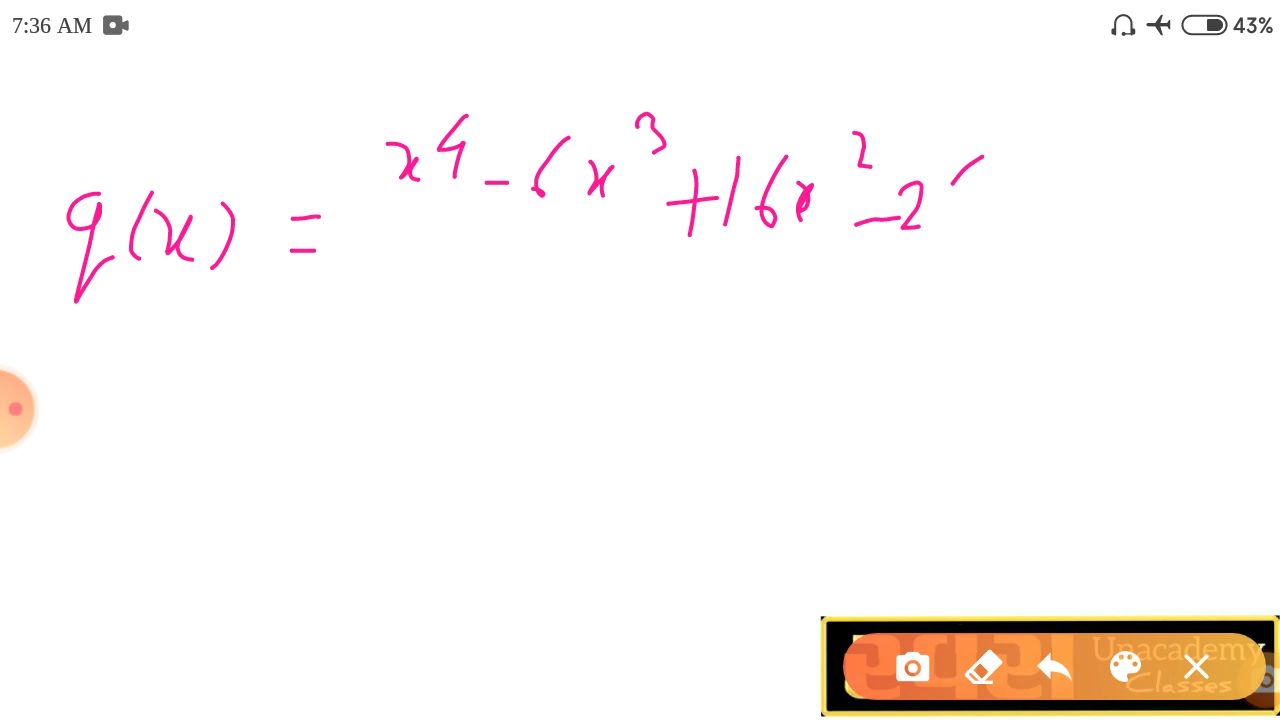 7:36 AM 43%
q(x) = x⁴ - 6x³ + 16x² - 2
Unacademy
Classes